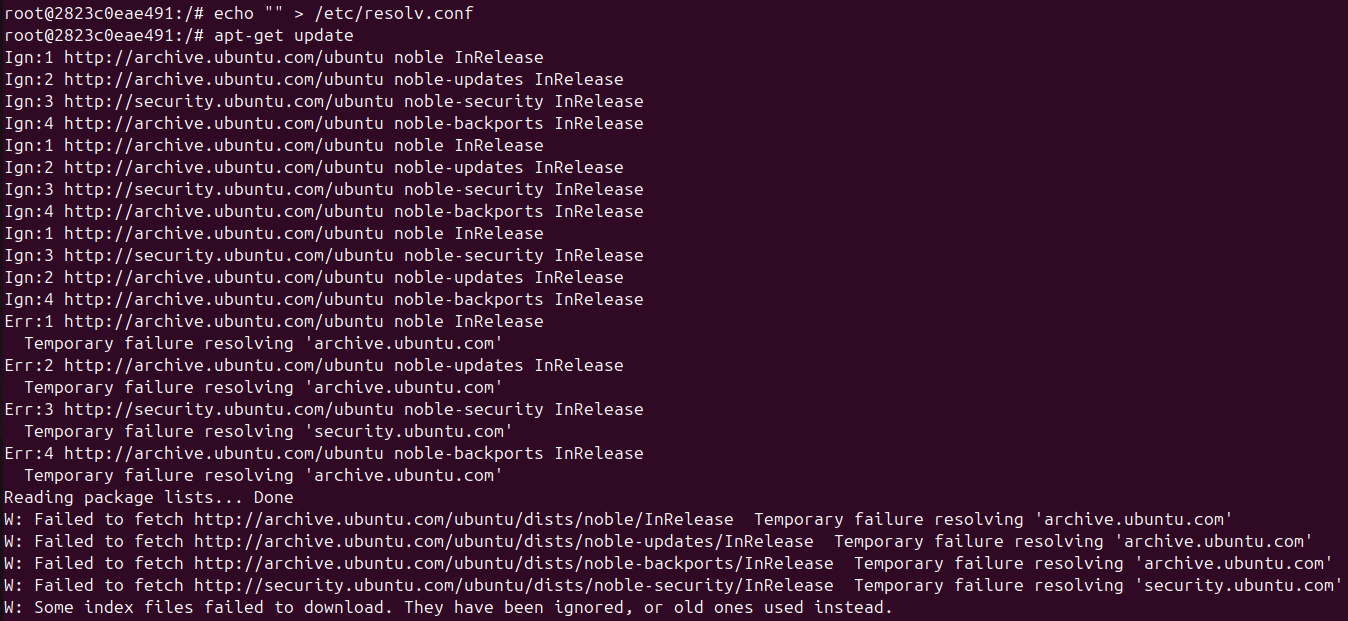 root@2823c0eae491:/# echo "" > /etc/resolv.conf
root@2823c0eae491:/# apt-get update
Ign:1 http://archive.ubuntu.com/ubuntu noble InRelease
Ign:2 http://archive.ubuntu.com/ubuntu noble-updates InRelease
Ign:3 http://security.ubuntu.com/ubuntu noble-security InRelease
Ign:4 http://archive.ubuntu.com/ubuntu noble-backports InRelease
Ign:1 http://archive.ubuntu.com/ubuntu noble InRelease
Ign:2 http://archive.ubuntu.com/ubuntu noble-updates InRelease
Ign:3 http://security.ubuntu.com/ubuntu noble-security InRelease
Ign:4 http://archive.ubuntu.com/ubuntu noble-backports InRelease
Ign:1 http://archive.ubuntu.com/ubuntu noble InRelease
Ign:3 http://security.ubuntu.com/ubuntu noble-security InRelease
Ign:2 http://archive.ubuntu.com/ubuntu noble-updates InRelease
Ign:4 http://archive.ubuntu.com/ubuntu noble-backports InRelease
Err:1 http://archive.ubuntu.com/ubuntu noble InRelease
  Temporary failure resolving 'archive.ubuntu.com'
Err:2 http://archive.ubuntu.com/ubuntu noble-updates InRelease
  Temporary failure resolving 'archive.ubuntu.com'
Err:3 http://security.ubuntu.com/ubuntu noble-security InRelease
  Temporary failure resolving 'security.ubuntu.com'
Err:4 http://archive.ubuntu.com/ubuntu noble-backports InRelease
  Temporary failure resolving 'archive.ubuntu.com'
Reading package lists... Done
W: Failed to fetch http://archive.ubuntu.com/ubuntu/dists/noble/InRelease  Temporary failure resolving 'archive.ubuntu.com'
W: Failed to fetch http://archive.ubuntu.com/ubuntu/dists/noble-updates/InRelease  Temporary failure resolving 'archive.ubuntu.com'
W: Failed to fetch http://archive.ubuntu.com/ubuntu/dists/noble-backports/InRelease  Temporary failure resolving 'archive.ubuntu.com'
W: Failed to fetch http://security.ubuntu.com/ubuntu/dists/noble-security/InRelease  Temporary failure resolving 'security.ubuntu.com'
W: Some index files failed to download. They have been ignored, or old ones used instead.